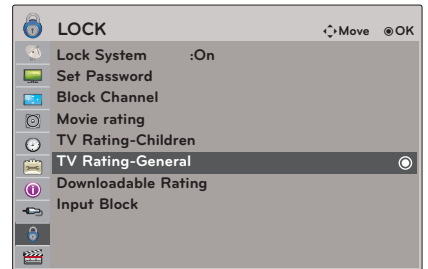 LOCK
Move OK
Lock System :On
Set Password
Block Channel
Movie rating
TV Rating-Children
TV Rating-General
Downloadable Rating
Input Block